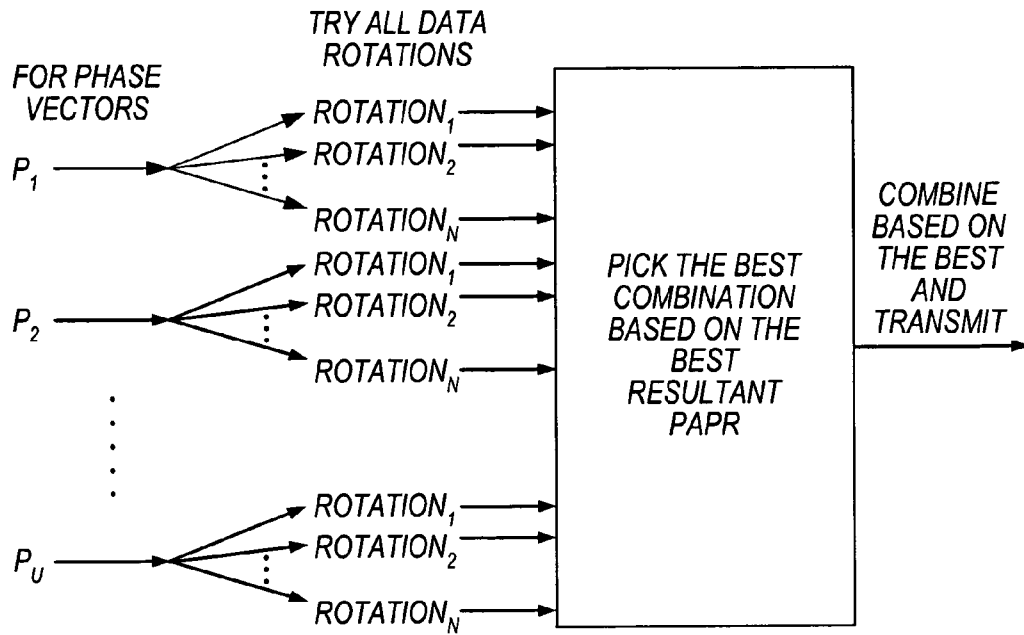 TRY ALL DATA
ROTATIONS
FOR PHASE
VECTORS
P1
ROTATION1
ROTATION2
ROTATIONN
P2
ROTATION1
ROTATION2
ROTATIONN
PU
ROTATION1
ROTATION2
ROTATIONN
PICK THE BEST
COMBINATION
BASED ON THE
BEST
RESULTANT
PAPR
COMBINE
BASED ON
THE BEST
AND
TRANSMIT